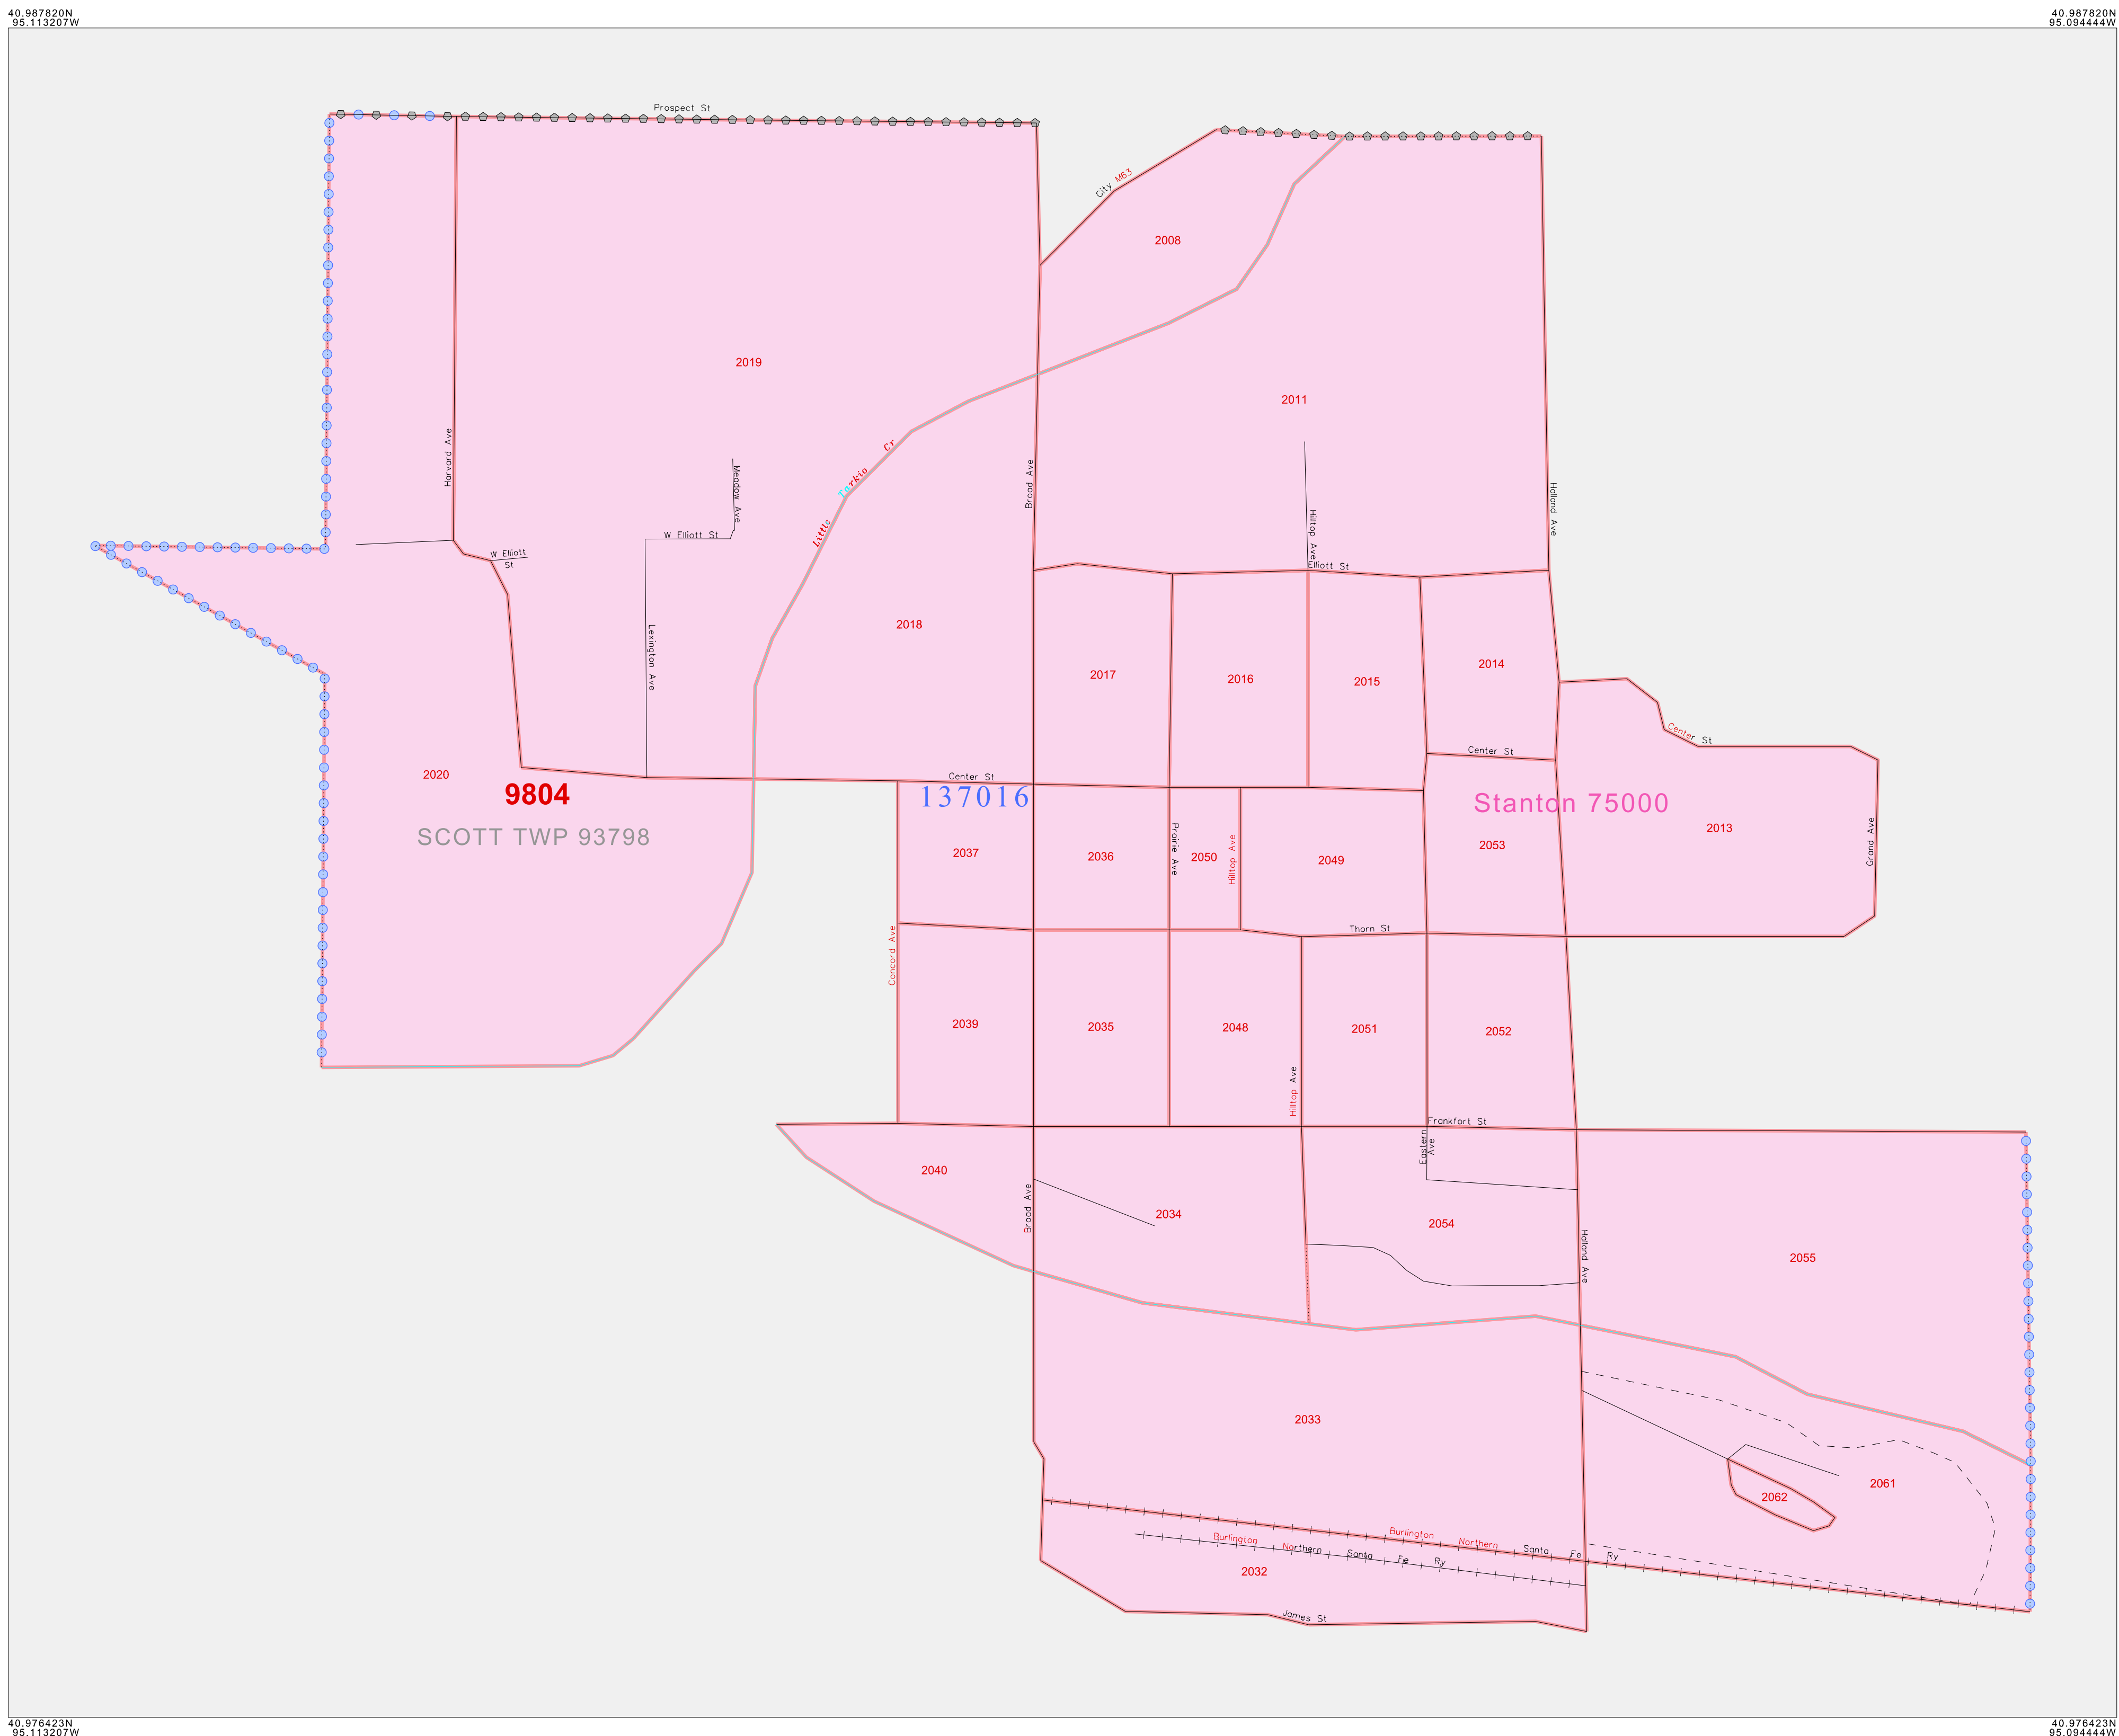 40.987820N
95.113207W
40.987820N
95.094444W
Prospect St
City M63
2008
2019
2011
Harvard Ave
Meadow Ave
Little Tarkio Cr
Broad Ave
Hilltop Ave
Holland Ave
W Elliott St
W Elliott
St
Elliott St
Lexington Ave
2018
2017
2016
2015
2014
Center St
Center St
Center St
2020
9804
137016
Stanton 75000
SCOTT TWP 93798
2037
2036
Prairie Ave
2050
Hilltop Ave
2049
2053
2013
Grand Ave
Concord Ave
Thorn St
2039
2035
2048
2051
2052
Hilltop Ave
Frankfort St
Eastern
Ave
2040
Broad Ave
2034
2054
Holland Ave
2055
2033
2061
2062
Burlington Northern Santa Fe Ry
Burlington Northern Santa Fe Ry
2032
James St
40.976423N
95.113207W
40.976423N
95.094444W